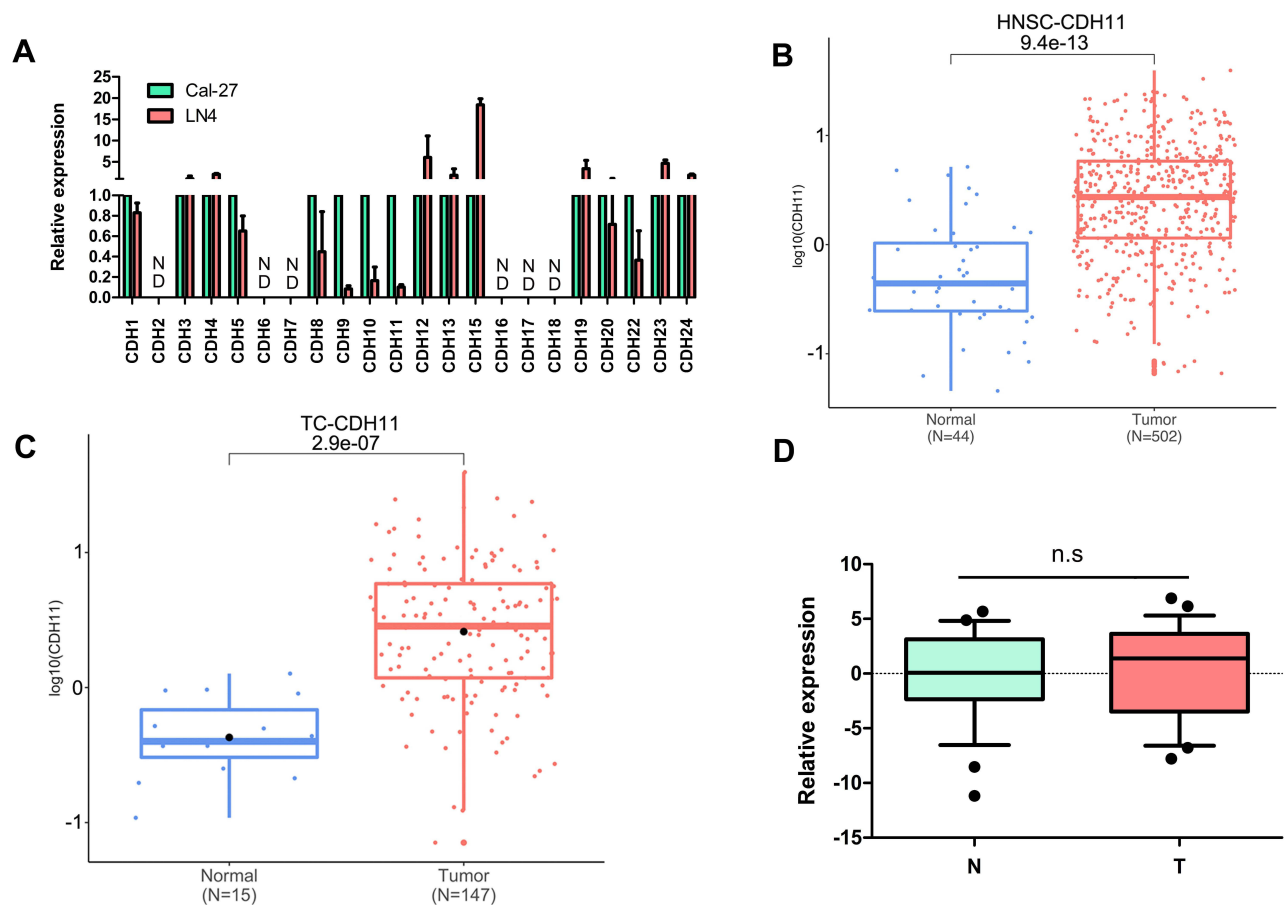 A
25
20
15
10
5
1.0
0.8
0.6
0.4
0.2
0.0
Relative expression
Cal-27
LN4
N
D
N
D
N
D
N
D
N
D
N
D
CDH1
CDH2
CDH3
CDH4
CDH5
CDH6
CDH7
CDH8
CDH9
CDH10
CDH11
CDH12
CDH13
CDH15
CDH16
CDH17
CDH18
CDH19
CDH20
CDH22
CDH23
CDH24
B
HNSC-CDH11
9.4e-13
log10(CDH11)
1
0
-1
Normal
(N=44)
Tumor
(N=502)
C
TC-CDH11
2.9e-07
log10(CDH11)
1
0
-1
Normal
(N=15)
Tumor
(N=147)
D
n.s
Relative expression
10
5
0
-5
-10
-15
N
T